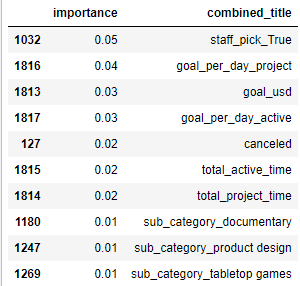 importance combined_title
1032 0.05 staff_pick_True
1816 0.04 goal_per_day_project
1813 0.03 goal_usd
1817 0.03 goal_per_day_active
127 0.02 canceled
1815 0.02 total_active_time
1814 0.02 total_project_time
1180 0.01 sub_category_documentary
1247 0.01 sub_category_product design
1269 0.01 sub_category_tabletop games